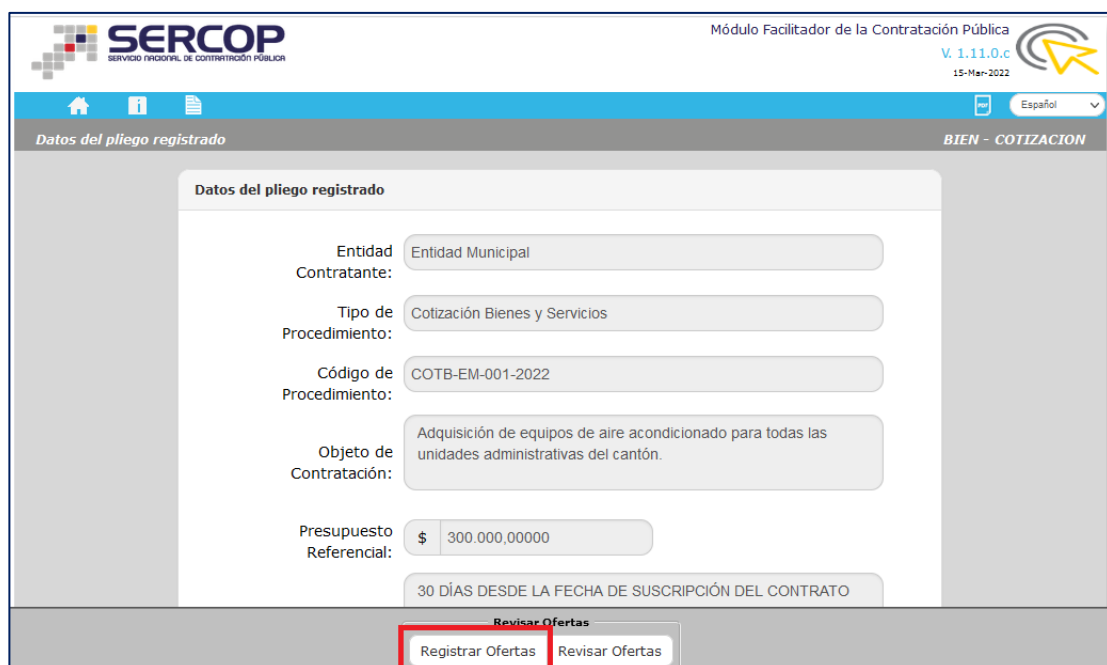 SERCOP
SERVICIO NACIONAL DE CONTRATACIÓN PÚBLICA
Módulo Facilitador de la Contratación Pública
V. 1.11.0.c
15-Mar-2022
PDF
Español
Datos del pliego registrado
BIEN - COTIZACION
Datos del pliego registrado
Entidad Contratante:
Entidad Municipal
Tipo de Procedimiento:
Cotización Bienes y Servicios
Código de Procedimiento:
COTB-EM-001-2022
Objeto de Contratación:
Adquisición de equipos de aire acondicionado para todas las
unidades administrativas del cantón.
Presupuesto Referencial:
$ 300.000,00000
30 DÍAS DESDE LA FECHA DE SUSCRIPCIÓN DEL CONTRATO
Revisar Ofertas
Registrar Ofertas
Revisar Ofertas